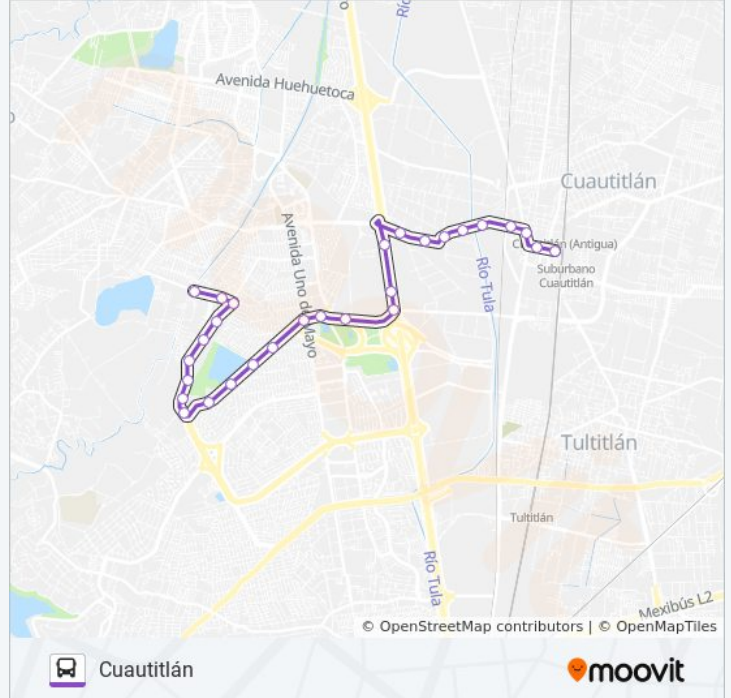 Río
Avenida Huehuetoca
Cuautitlán
Avenida Uno de Mayo
(Antigua)
Suburbano
Cuautitlán
Río Tula
Tultitlán
Tultitlán
Río Tula
Mexibús L2
© OpenStreetMap contributors | © OpenMapTiles
Cuautitlán
moovit